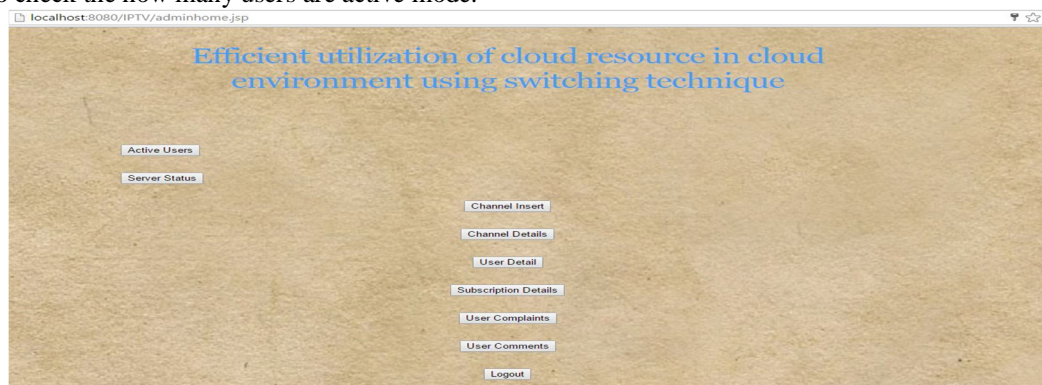 o check the how many users are active mode.
localhost:8080/IPTV/adminhome.jsp
Efficient utilization of cloud resource in cloud
environment using switching technique
Active Users
Server Status
Channel Insert
Channel Details
User Detail
Subscription Details
User Complaints
User Comments
Logout